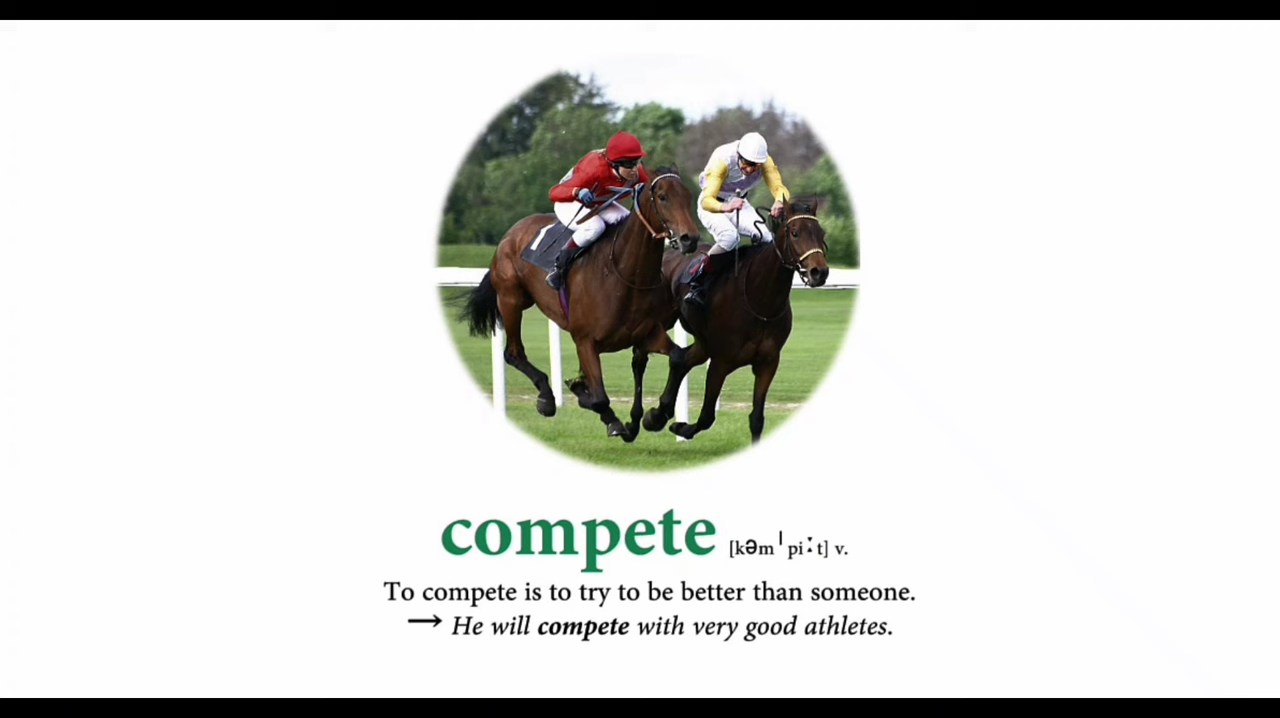 1
compete [kəmˈpiːt] v.
To compete is to try to be better than someone.
→ He will compete with very good athletes.